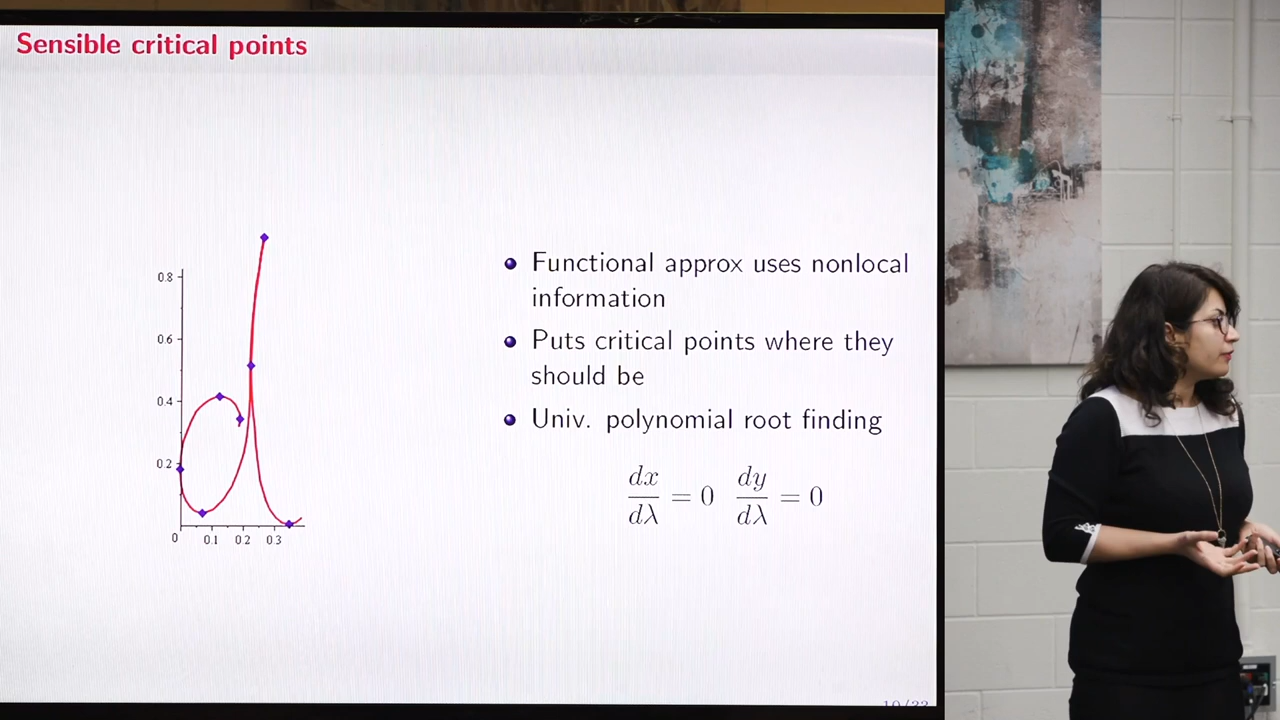 Sensible critical points
0.8
0.6
0.4
0.2
0 0.1 0.2 0.3
Functional approx uses nonlocal
information
Puts critical points where they
should be
Univ. polynomial root finding
dx/dλ = 0 dy/dλ = 0